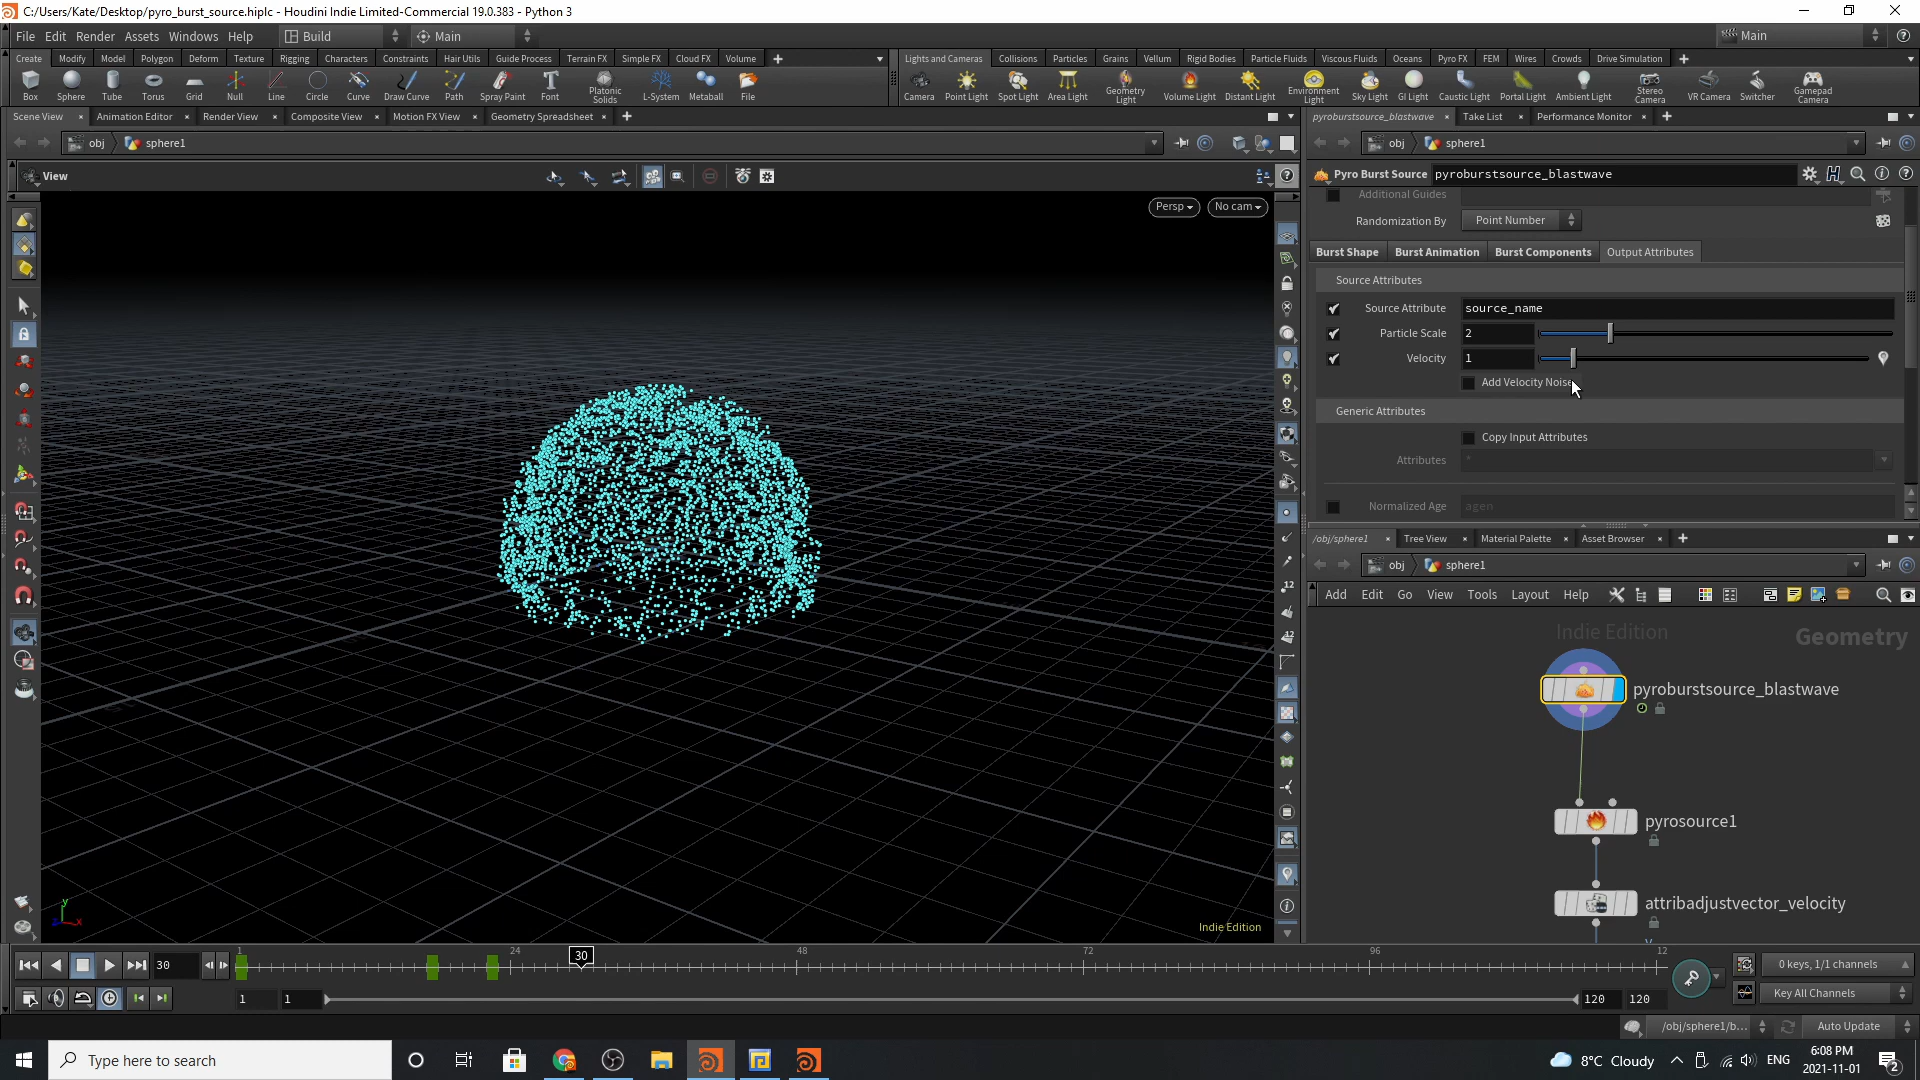 C:/Users/Kate/Desktop/pyro_burst_source.hiplc - Houdini Indie Limited-Commercial 19.0.383 - Python 3
File Edit Render Assets Windows Help Build Main Main
Create Modify Model Polygon Deform Texture Rigging Characters Constraints Hair Utils Guide Process Terrain FX Simple FX Cloud FX Volume
Lights and Cameras Collisions Particles Grains Vellum Rigid Bodies Particle Fluids Viscous Fluids Oceans Pyro FX FEM Wires Crowds Drive Simulation
Box Sphere Tube Torus Grid Null Line Circle Curve Draw Curve Path Spray Paint Font Platonic Solids L-System Metaball File
Camera Point Light Spot Light Area Light Geometry Light Volume Light Distant Light Environment Light Sky Light GI Light Caustic Light Portal Light Ambient Light Stereo Camera VR Camera Switcher Gamepad Camera
Scene View Animation Editor Render View Composite View Motion FX View Geometry Spreadsheet
pyroburstsource_blastwave Take List Performance Monitor
obj sphere1
obj sphere1
View
Pyro Burst Source pyroburstsource_blastwave
Persp No cam
Additional Guides
Randomization By Point Number
Burst Shape Burst Animation Burst Components Output Attributes
Source Attributes
Source Attribute source_name
Particle Scale 2
Velocity 1
Add Velocity Noise
Generic Attributes
Copy Input Attributes
Attributes *
Normalized Age agen
/obj/sphere1 Tree View Material Palette Asset Browser
obj sphere1
Add Edit Go View Tools Layout Help
Indie Edition
Geometry
pyroburstsource_blastwave
pyrosource1
attribadjustvector_velocity
y
x
z
Indie Edition
1 24 30 48 72 96 12
30
0 keys, 1/1 channels
1 1 120 120
Key All Channels
/obj/sphere1/b... Auto Update
Type here to search
8°C Cloudy ENG
6:08 PM
2021-11-01
2